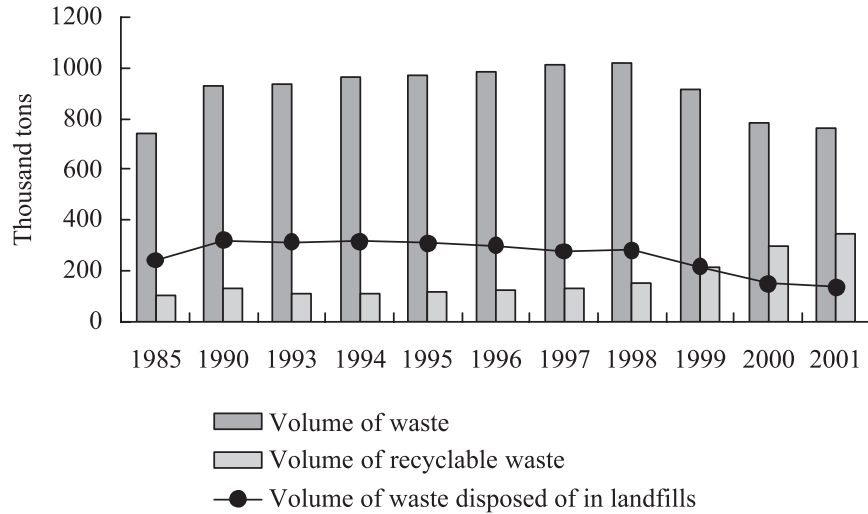 Thousand tons
1200
1000
800
600
400
200
0
1985 1990 1993 1994 1995 1996 1997 1998 1999 2000 2001
Volume of waste
Volume of recyclable waste
Volume of waste disposed of in landfills